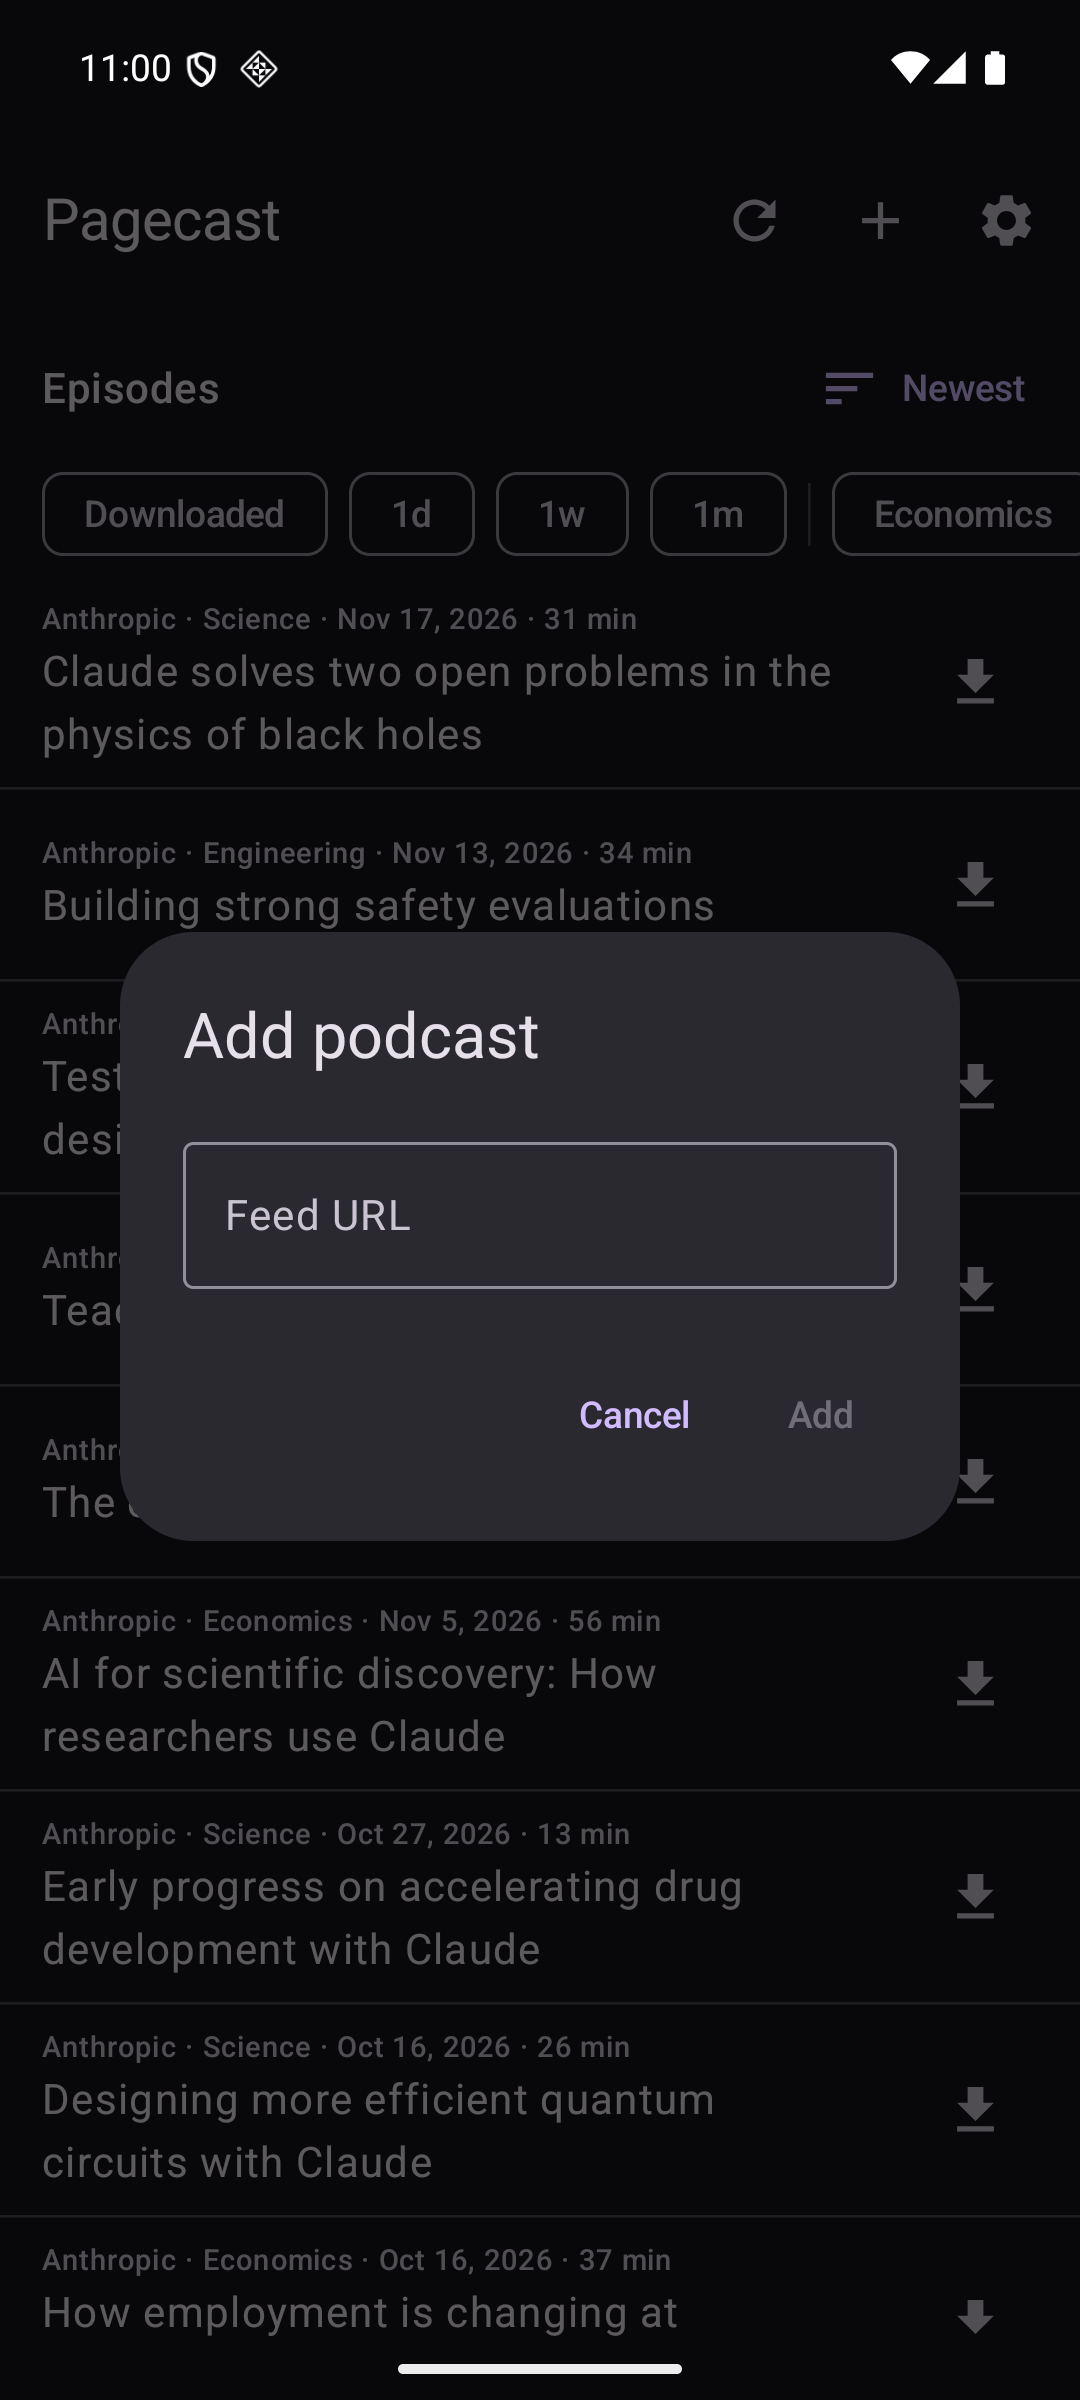 11:00
Pagecast
Episodes
Newest
Downloaded
1d
1w
1m
Economics
Anthropic · Science · Nov 17, 2026 · 31 min
Claude solves two open problems in the
physics of black holes
Anthropic · Engineering · Nov 13, 2026 · 34 min
Building strong safety evaluations
Add podcast
Feed URL
Cancel
Add
The
Anthropic · Economics · Nov 5, 2026 · 56 min
AI for scientific discovery: How
researchers use Claude
Anthropic · Science · Oct 27, 2026 · 13 min
Early progress on accelerating drug
development with Claude
Anthropic · Science · Oct 16, 2026 · 26 min
Designing more efficient quantum
circuits with Claude
Anthropic · Economics · Oct 16, 2026 · 37 min
How employment is changing at